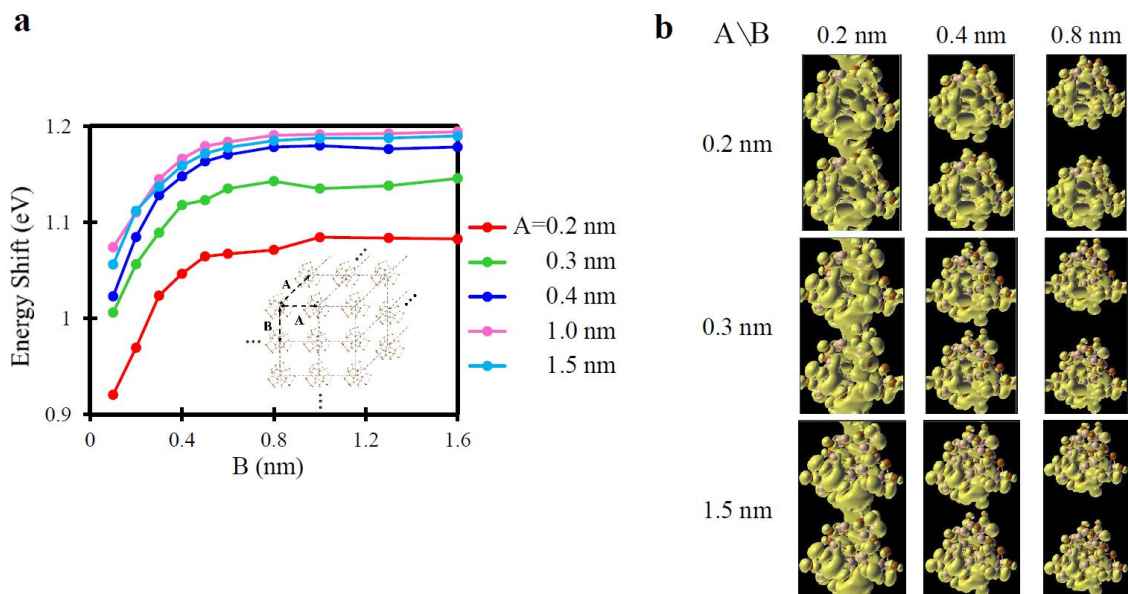 a
Energy Shift (eV)
1.2
1.1
1
0.9
0
0.4
0.8
1.2
1.6
B (nm)
A
A
B
A=0.2 nm
0.3 nm
0.4 nm
1.0 nm
1.5 nm
b
A\B
0.2 nm
0.4 nm
0.8 nm
0.2 nm
0.3 nm
1.5 nm